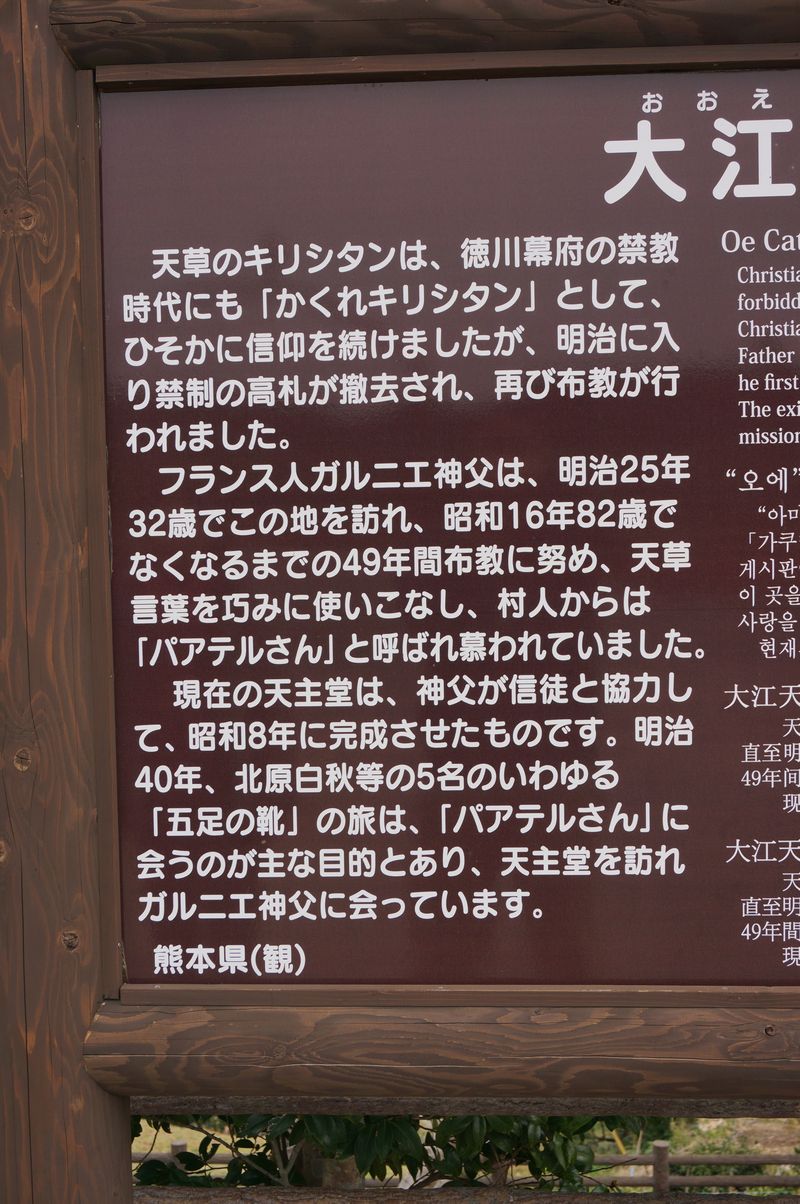 おおえ
大江
天草のキリシタンは、徳川幕府の禁教
時代にも「かくれキリシタン」として、
ひそかに信仰を続けましたが、明治に入
り禁制の高札が撤去され、再び布教が行
われました。
フランス人ガルニエ神父は、明治25年
32歳でこの地を訪れ、昭和16年82歳で
なくなるまでの49年間布教に努め、天草
言葉を巧みに使いこなし、村人からは
「パアテルさん」と呼ばれ慕われていました。
現在の天主堂は、神父が信徒と協力し
て、昭和8年に完成させたものです。明治
40年、北原白秋等の5名のいわゆる
「五足の靴」の旅は、「パアテルさん」に
会うのが主な目的とあり、天主堂を訪れ
ガルニエ神父に会っています。
熊本県(観)
Oe Cat
Christia
forbidd
Christia
Father
he first
The exi
mission
“오에”
“아마
「가쿠
게시판
이 곳을
사랑을
현재
大江天
天
直至明
49年间
现
大江天
天
直至明
49年間
現